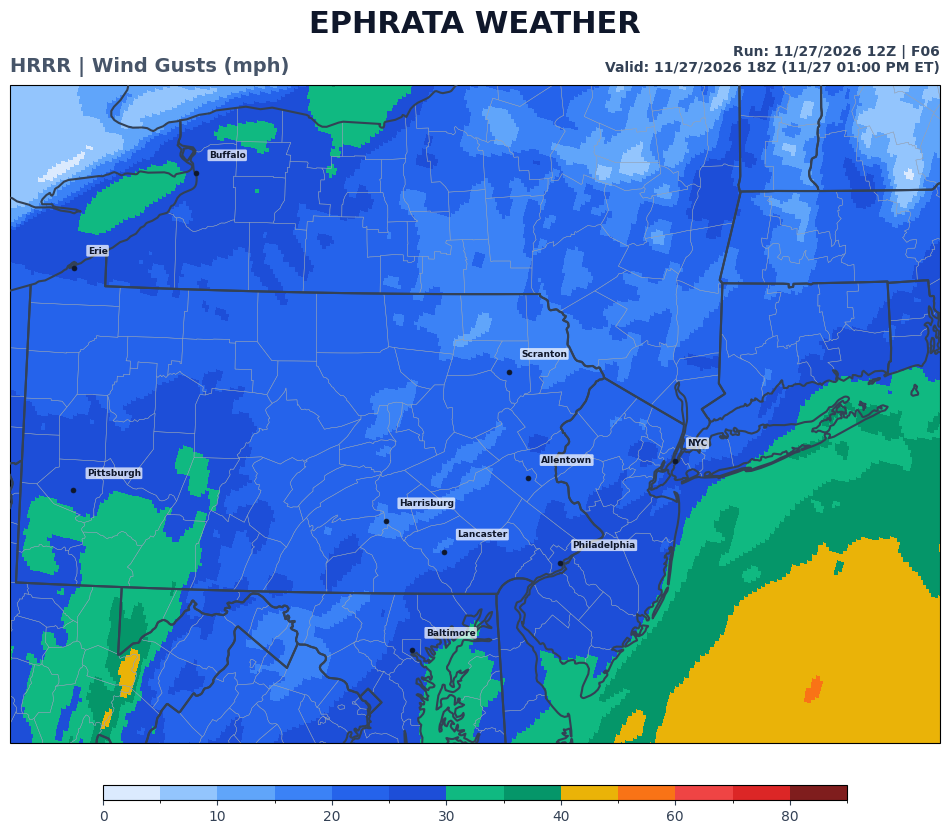 EPHRATA WEATHER
Run: 11/27/2026 12Z | F06
HRRR | Wind Gusts (mph)
Valid: 11/27/2026 18Z (11/27 01:00 PM ET)
Buffalo
Erie
Scranton
NYC
Allentown
Pittsburgh
Harrisburg
Lancaster
Philadelphia
Baltimore
0 10 20 30 40 50 60 70 80